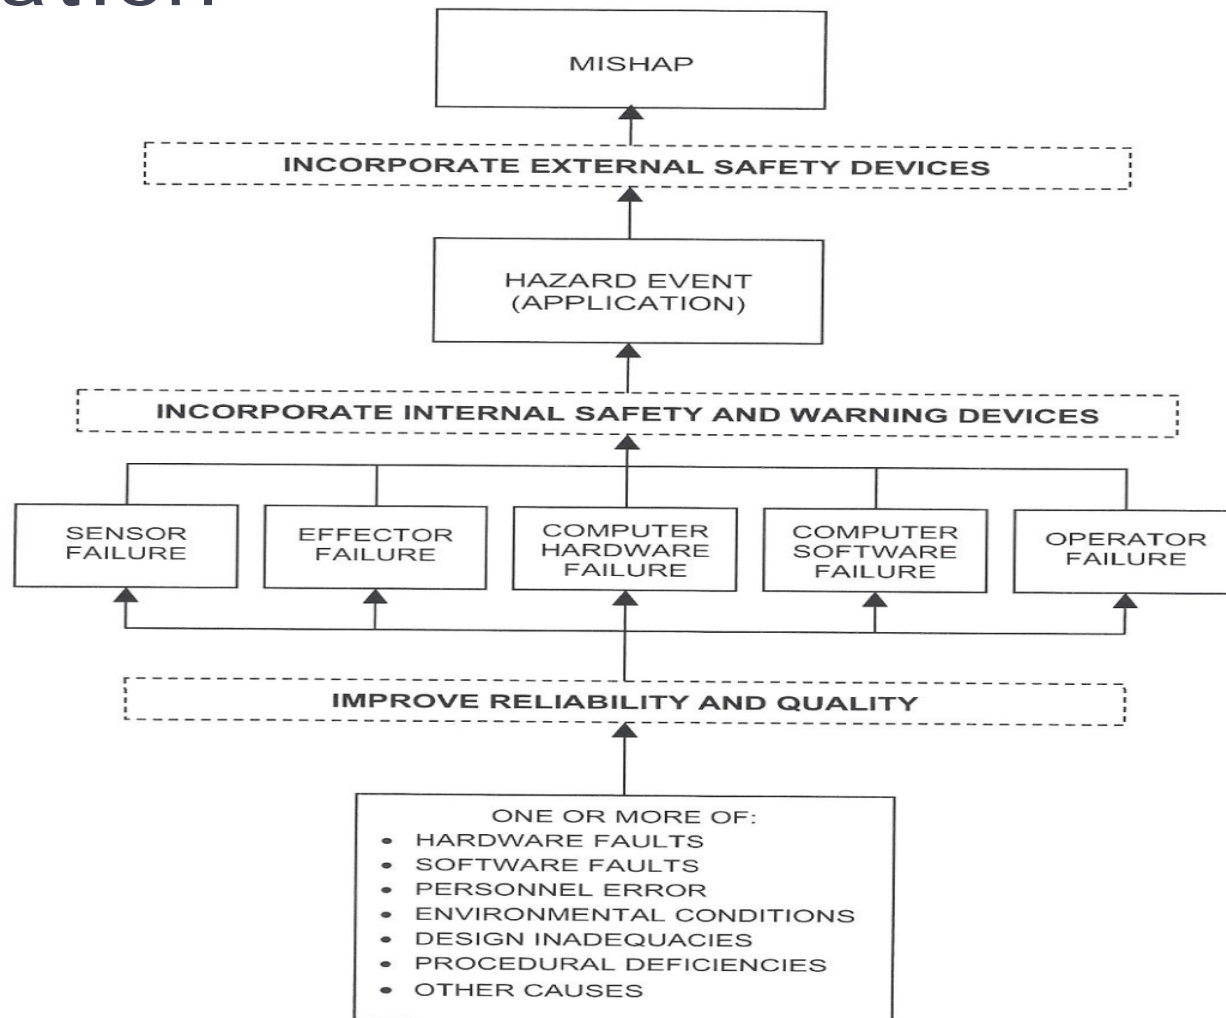 MISHAP
INCORPORATE EXTERNAL SAFETY DEVICES
HAZARD EVENT
(APPLICATION)
INCORPORATE INTERNAL SAFETY AND WARNING DEVICES
SENSOR
FAILURE
EFFECTOR
FAILURE
COMPUTER
HARDWARE
FAILURE
COMPUTER
SOFTWARE
FAILURE
OPERATOR
FAILURE
IMPROVE RELIABILITY AND QUALITY
ONE OR MORE OF:
• HARDWARE FAULTS
• SOFTWARE FAULTS
• PERSONNEL ERROR
• ENVIRONMENTAL CONDITIONS
• DESIGN INADEQUACIES
• PROCEDURAL DEFICIENCIES
• OTHER CAUSES